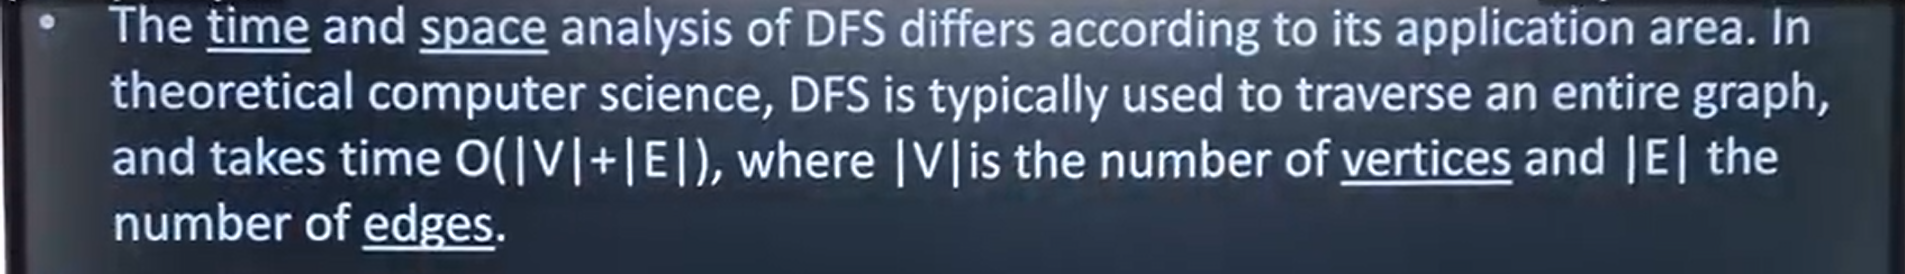 • The time and space analysis of DFS differs according to its application area. In
theoretical computer science, DFS is typically used to traverse an entire graph,
and takes time O(|V|+|E|), where |V|is the number of vertices and |E| the
number of edges.